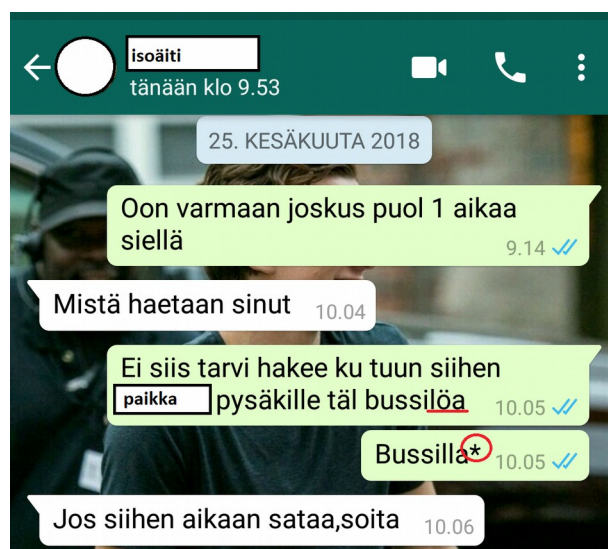 isoäiti
tänään klo 9.53
25. KESÄKUUTA 2018
Oon varmaan joskus puol 1 aikaa
siellä 9.14
Mistä haetaan sinut 10.04
Ei siis tarvi hakee ku tuun siihen
paikka pysäkille täl bussilöa 10.05
Bussilla* 10.05
Jos siihen aikaan sataa,soita 10.06